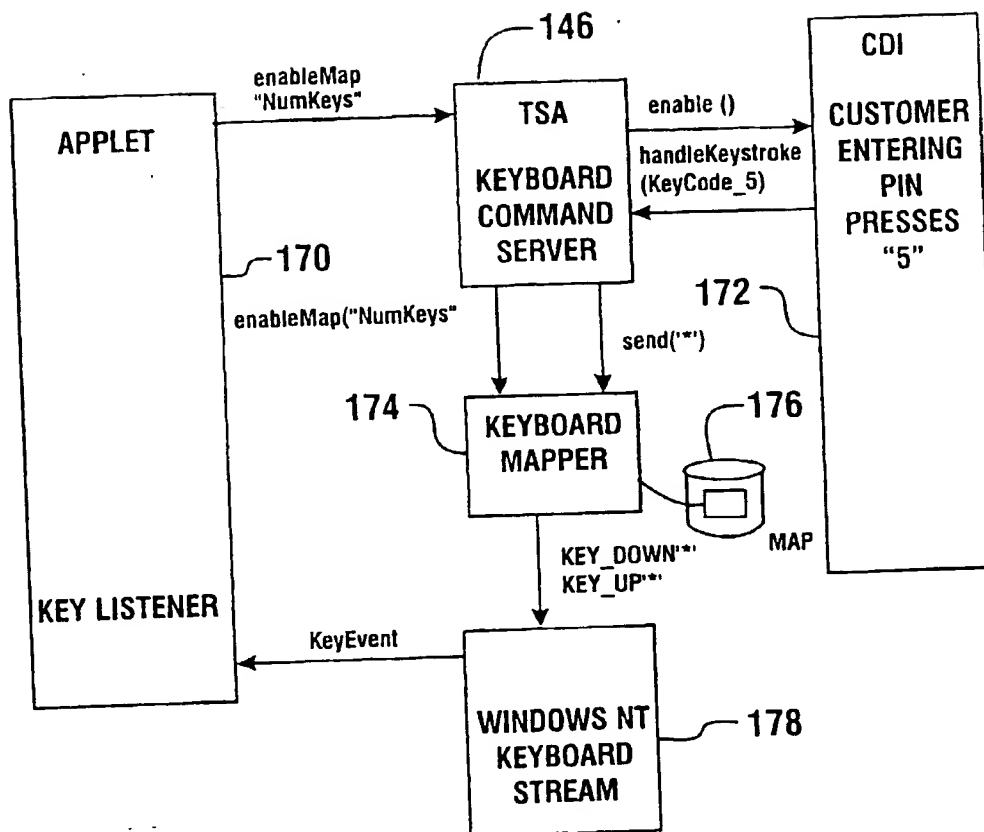 146
enableMap
"NumKeys"
APPLET
TSA
KEYBOARD
COMMAND
SERVER
enable ()
handleKeystroke
(KeyCode_5)
CDI
CUSTOMER
ENTERING
PIN
PRESSES
"5"
170
172
enableMap("NumKeys"
send('*')
174
KEYBOARD
MAPPER
176
MAP
KEY_DOWN'*'
KEY_UP'*'
KEY LISTENER
KeyEvent
WINDOWS NT
KEYBOARD
STREAM
178